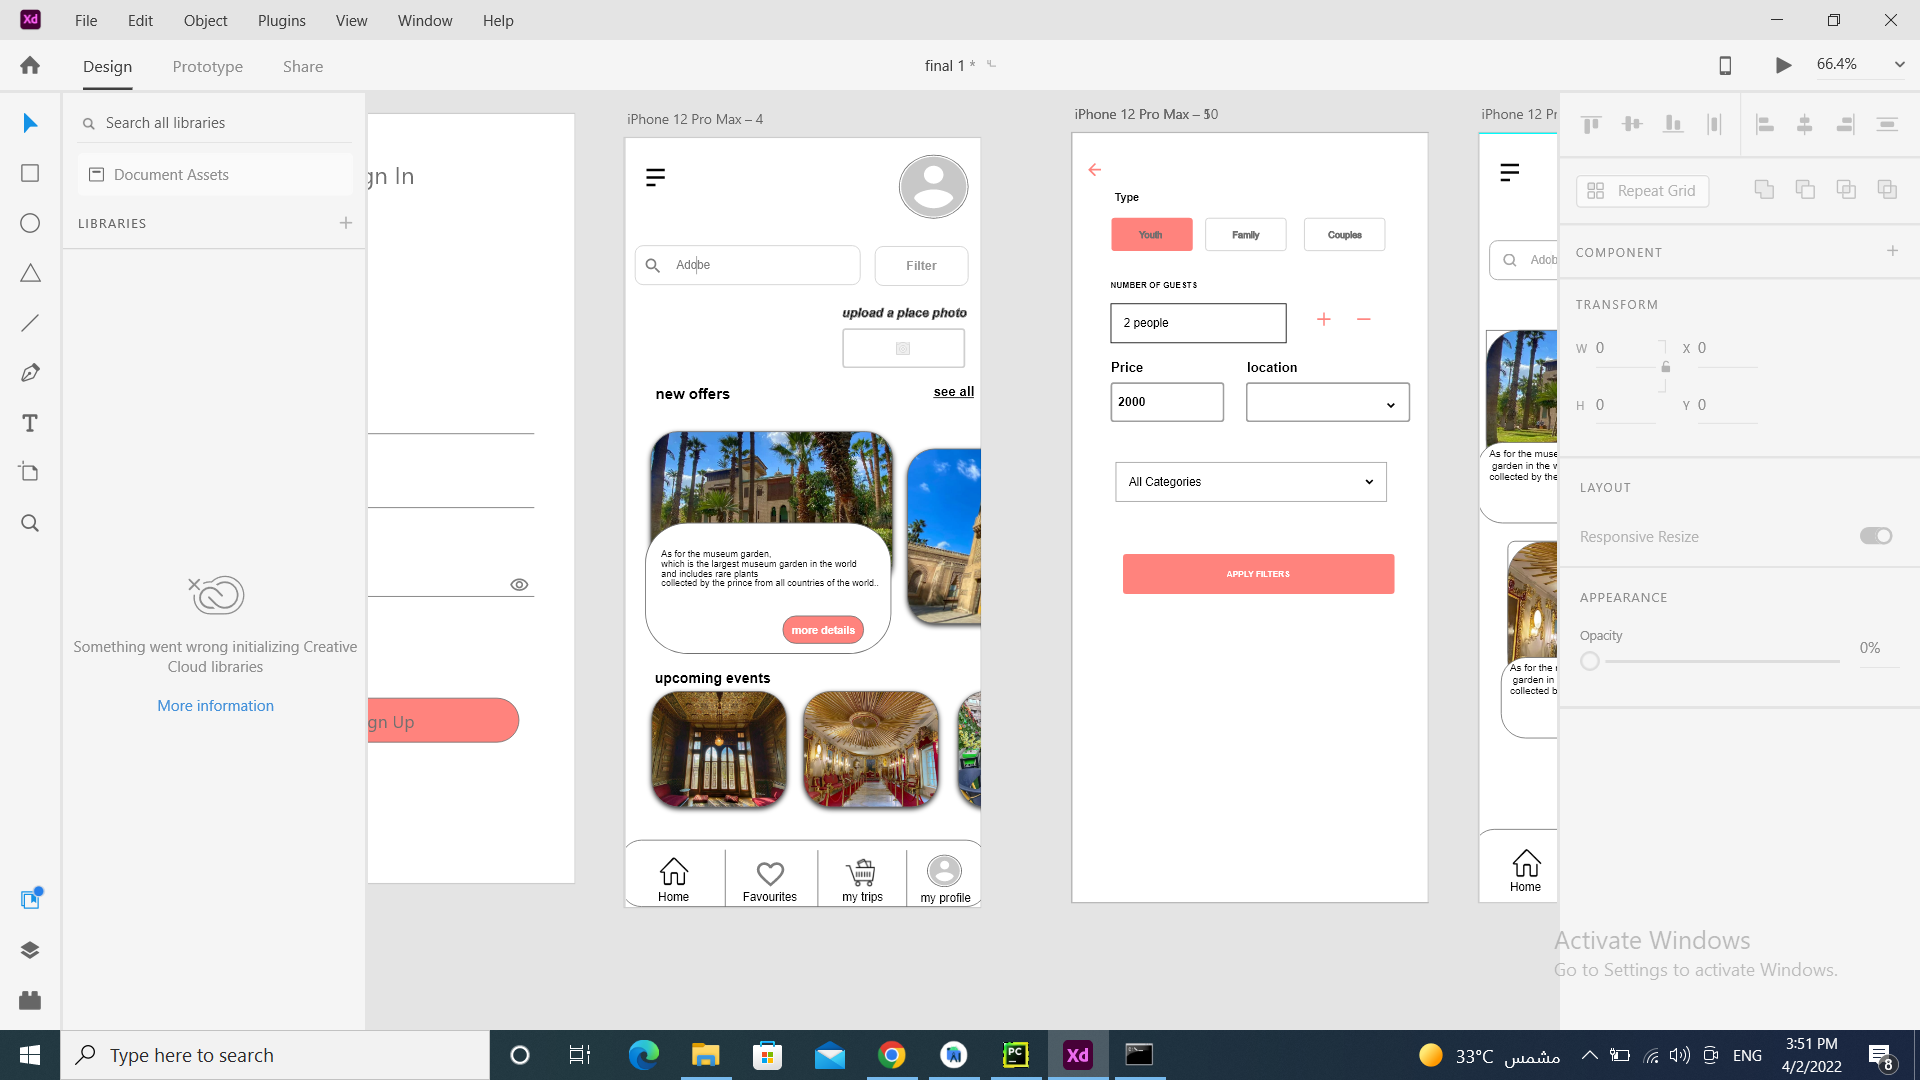 Xd File Edit Object Plugins View Window Help
Design Prototype Share
final 1 *
66.4%
Search all libraries
Document Assets
LIBRARIES
Something went wrong initializing Creative
Cloud libraries
More information
gn In
gn Up
iPhone 12 Pro Max – 4
Adobe
Filter
upload a place photo
new offers
see all
As for the museum garden,
which is the largest museum garden in the world
and includes rare plants
collected by the prince from all countries of the world..
more details
upcoming events
Home
Favourites
my trips
my profile
iPhone 12 Pro Max –
Type
Youth
Family
Couples
NUMBER OF GUESTS
2 people
Price
location
2000
All Categories
APPLY FILTERS
iPhone 12 Pr
Adob
As for the muse
garden in the w
collected by the
As for the
garden in
collected b
Home
Repeat Grid
COMPONENT
TRANSFORM
W 0 X 0
H 0 Y 0
LAYOUT
Responsive Resize
APPEARANCE
Opacity
0%
Activate Windows
Go to Settings to activate Windows.
Type here to search
PC
Xd
33°C مشمس
ENG
3:51 PM
4/2/2022
8